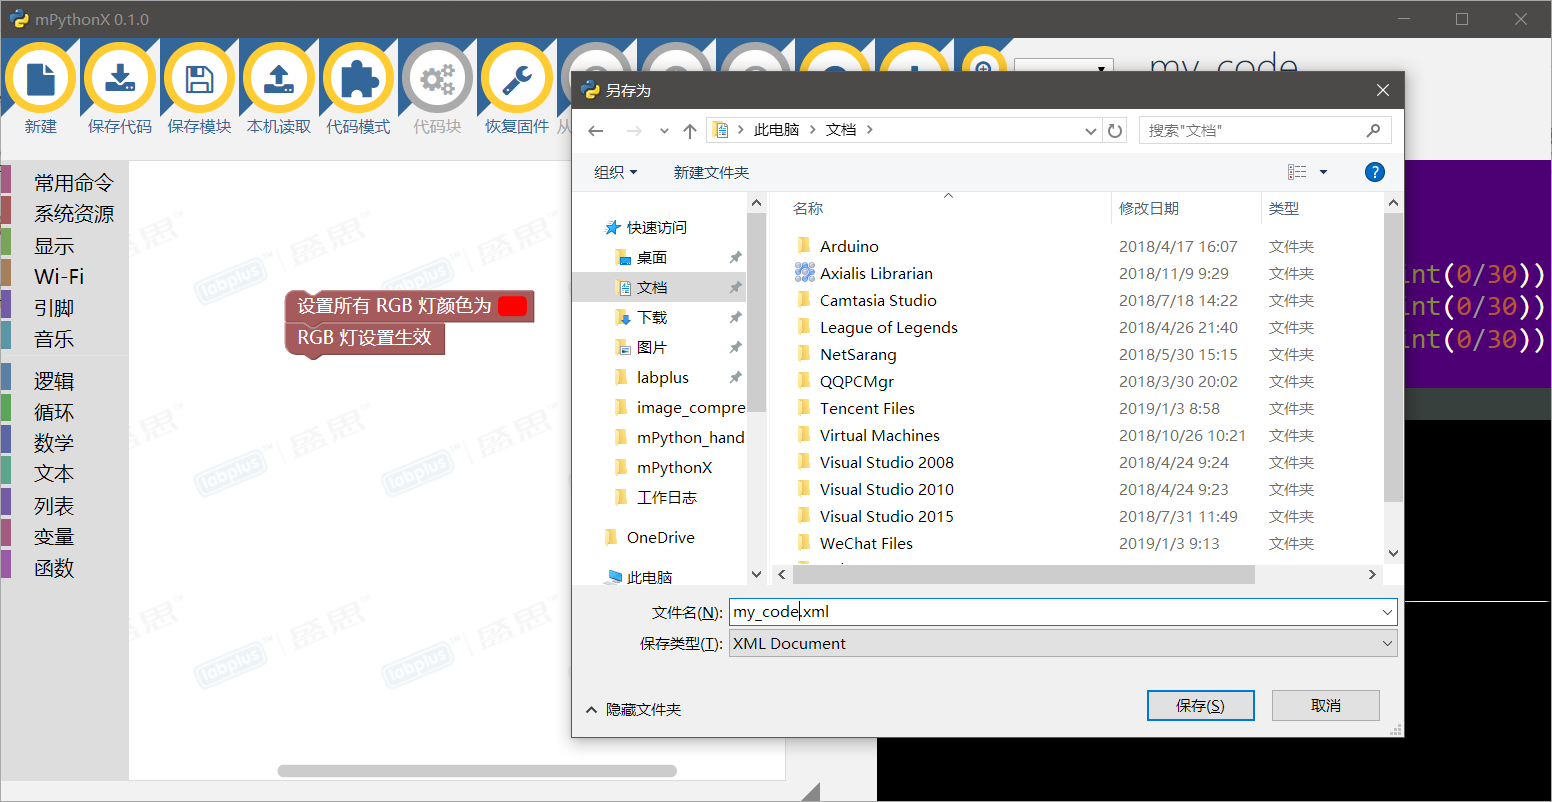 mPythonX 0.1.0
新建
保存代码
保存模块
本机读取
代码模式
代码块
恢复固件
从
my_code
常用命令
系统资源
显示
Wi-Fi
引脚
音乐
逻辑
循环
数学
文本
列表
变量
函数
labplus 盛思™
设置所有 RGB 灯颜色为
RGB 灯设置生效
int(0/30))
int(0/30))
int(0/30))
另存为
此电脑 文档
搜索"文档"
组织 新建文件夹
快速访问
桌面
文档
下载
图片
labplus
image_compre
mPython_hand
mPythonX
工作日志
OneDrive
此电脑
名称 修改日期 类型
Arduino 2018/4/17 16:07 文件夹
Axialis Librarian 2018/11/9 9:29 文件夹
Camtasia Studio 2018/7/18 14:22 文件夹
League of Legends 2018/4/26 21:40 文件夹
NetSarang 2018/5/30 15:15 文件夹
QQPCMgr 2018/3/30 20:02 文件夹
Tencent Files 2019/1/3 8:58 文件夹
Virtual Machines 2018/10/26 10:21 文件夹
Visual Studio 2008 2018/4/24 9:24 文件夹
Visual Studio 2010 2018/4/24 9:23 文件夹
Visual Studio 2015 2018/7/31 11:49 文件夹
WeChat Files 2019/1/3 9:13 文件夹
文件名(N): my_code.xml
保存类型(T): XML Document
隐藏文件夹
保存(S)
取消